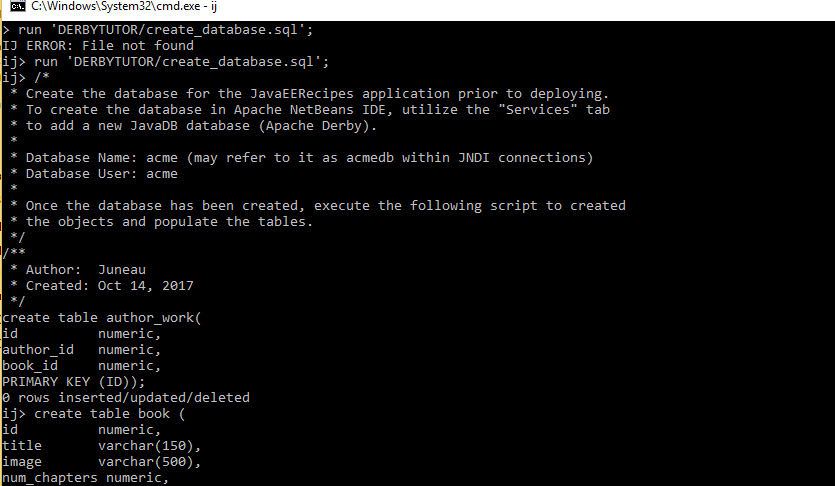 C:\Windows\System32\cmd.exe - ij
> run 'DERBYTUTOR/create_database.sql';
IJ ERROR: File not found
ij> run 'DERBYTUTOR/create_database.sql';
ij> /*
 * Create the database for the JavaEERecipes application prior to deploying.
 * To create the database in Apache NetBeans IDE, utilize the "Services" tab
 * to add a new JavaDB database (Apache Derby).
 *
 * Database Name: acme (may refer to it as acmedb within JNDI connections)
 * Database User: acme
 *
 * Once the database has been created, execute the following script to created
 * the objects and populate the tables.
 */
/**
 * Author:  Juneau
 * Created: Oct 14, 2017
 */
create table author_work(
id          numeric,
author_id   numeric,
book_id     numeric,
PRIMARY KEY (ID));
0 rows inserted/updated/deleted
ij> create table book (
id          numeric,
title       varchar(150),
image       varchar(500),
num_chapters numeric,